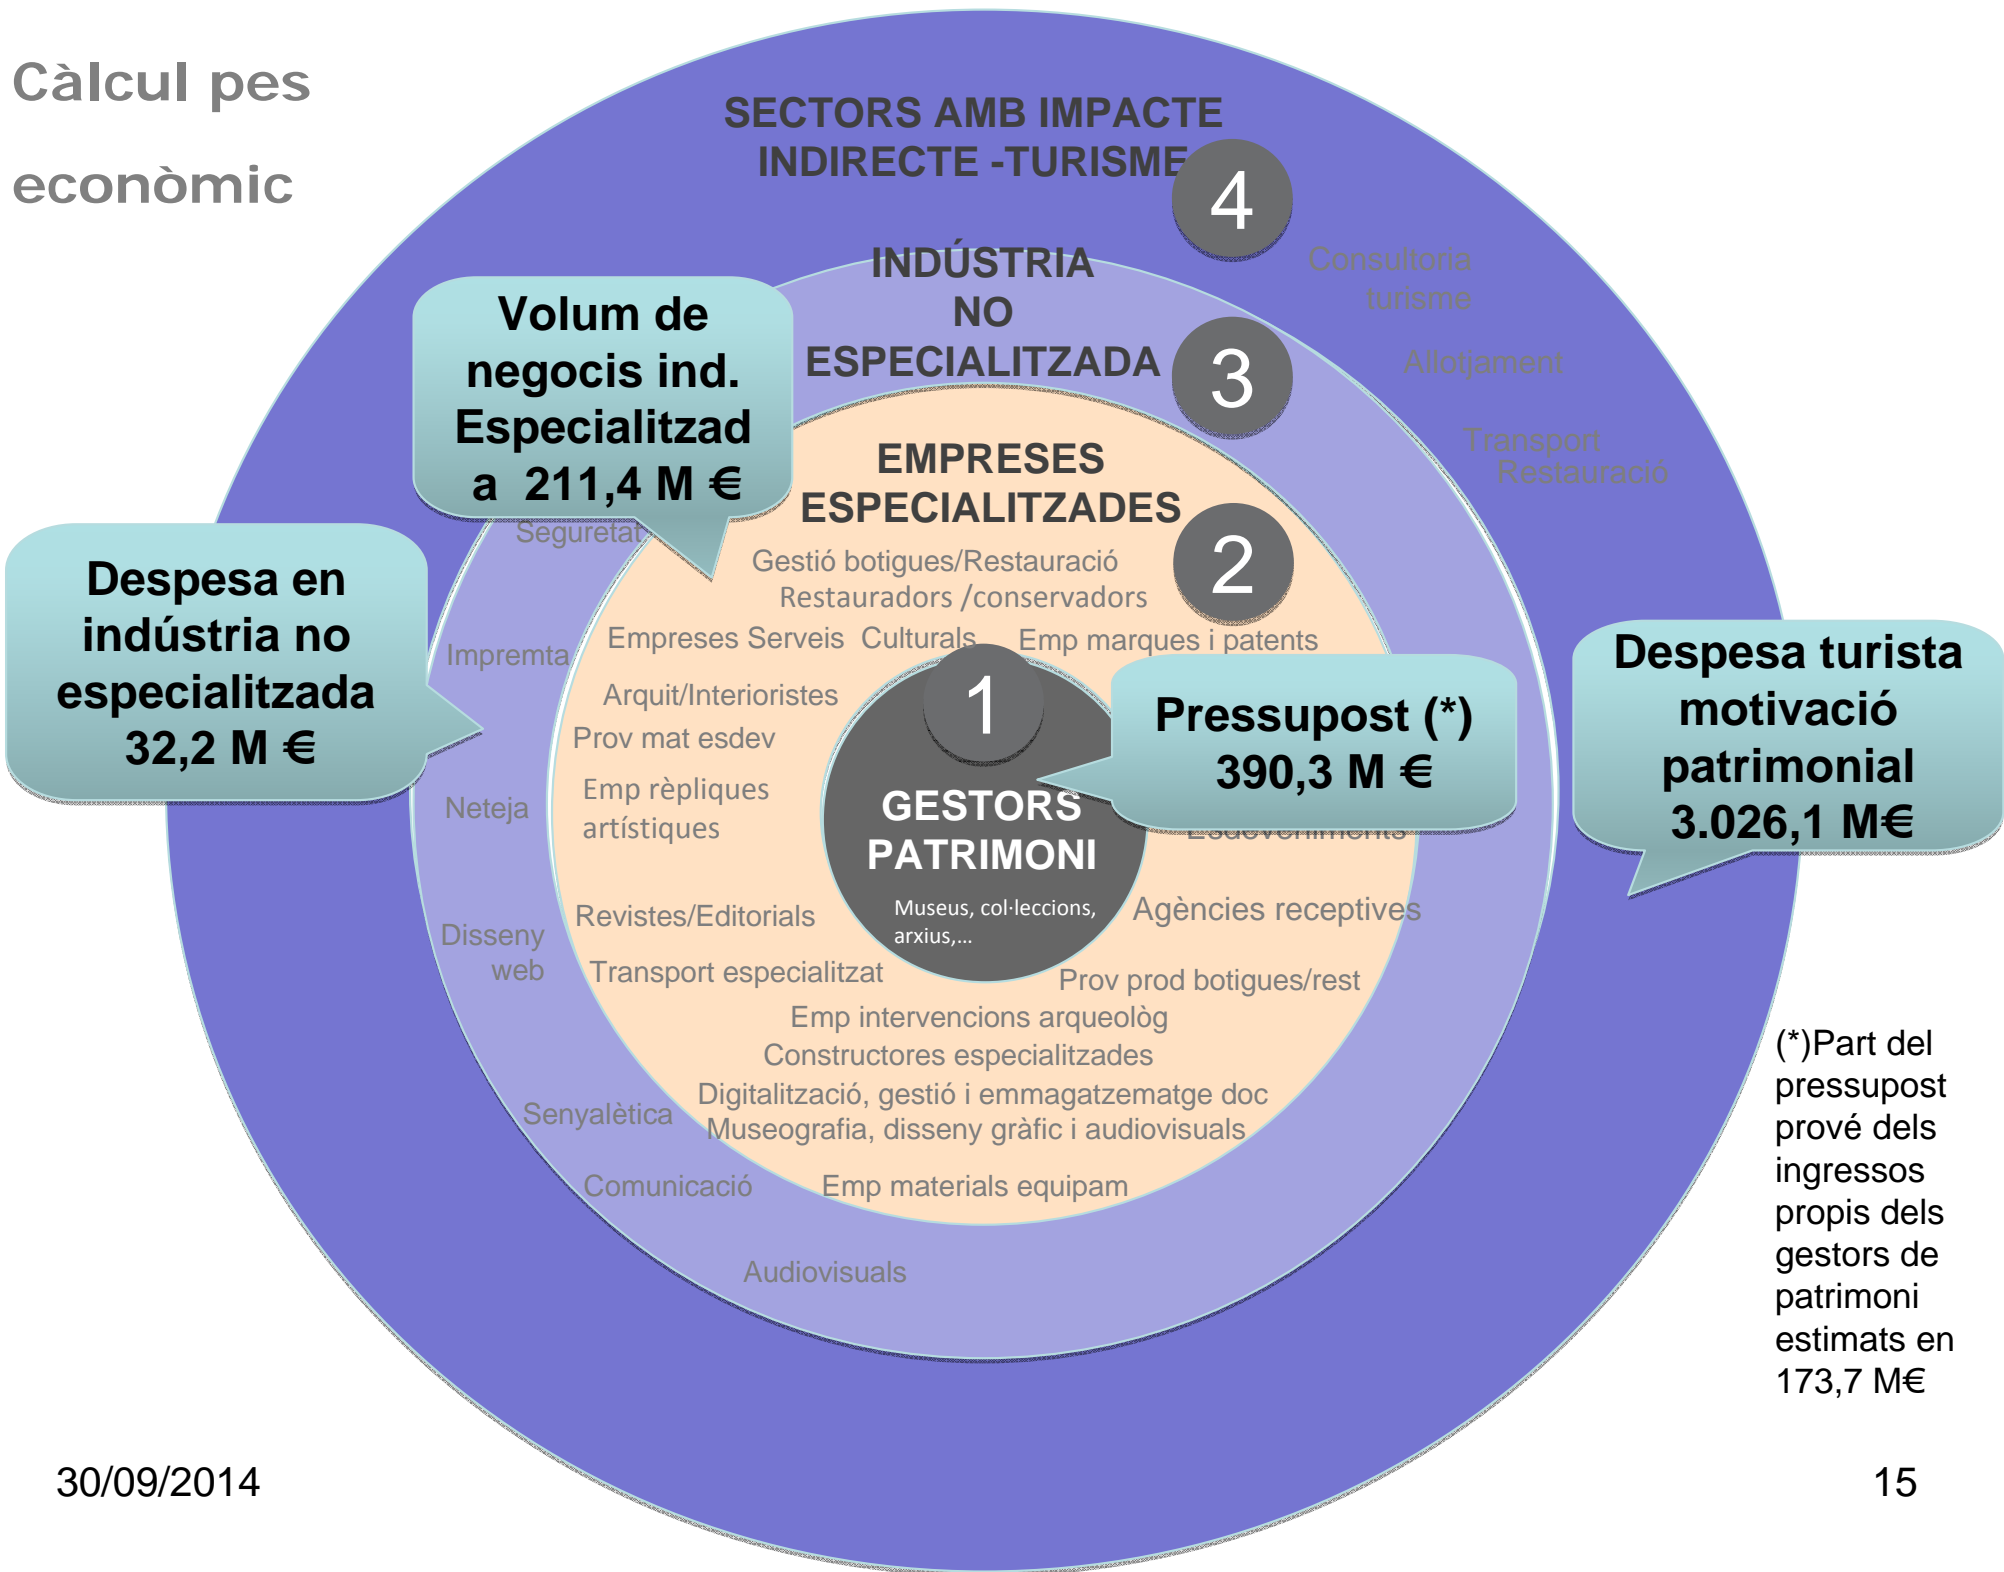 Càlcul pes
econòmic
SECTORS AMB IMPACTE
INDIRECTE -TURISME
4
Consultoria
turisme
Allotjament
Transport
Restauració
INDÚSTRIA
NO
ESPECIALITZADA
3
Volum de
negocis ind.
Especialitzad
a 211,4 M €
Seguretat
Impremta
Neteja
Disseny
web
Senyalètica
Comunicació
Audiovisuals
Despesa en
indústria no
especialitzada
32,2 M €
EMPRESES
ESPECIALITZADES
2
Gestió botigues/Restauració
Restauradors /conservadors
Empreses Serveis Culturals
Emp marques i patents
Arquit/Interioristes
Prov mat esdev
Emp rèpliques
artístiques
Esdeveniments
Revistes/Editorials
Agències receptives
Transport especialitzat
Prov prod botigues/rest
Emp intervencions arqueològ
Constructores especialitzades
Digitalització, gestió i emmagatzematge doc
Museografia, disseny gràfic i audiovisuals
Emp materials equipam
1
GESTORS
PATRIMONI
Museus, col·leccions,
arxius,...
Pressupost (*)
390,3 M €
Despesa turista
motivació
patrimonial
3.026,1 M€
(*)Part del
pressupost
prové dels
ingressos
propis dels
gestors de
patrimoni
estimats en
173,7 M€
30/09/2014
15